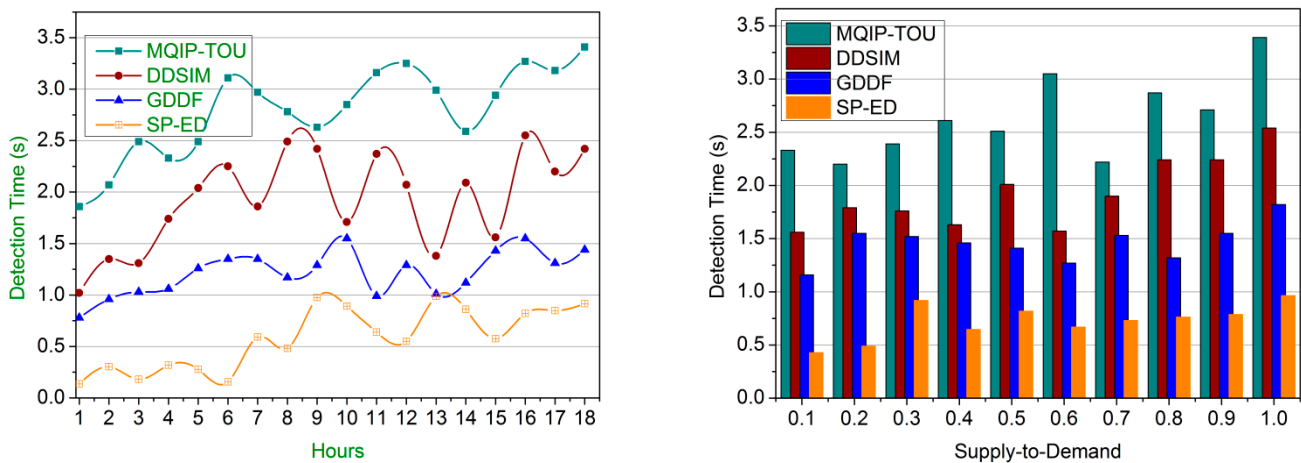 3.5
3.0
2.5
2.0
1.5
1.0
0.5
0.0
Detection Time (s)
MQIP-TOU
DDSIM
GDDF
SP-ED
1 2 3 4 5 6 7 8 9 10 11 12 13 14 15 16 17 18
Hours
3.5
3.0
2.5
2.0
1.5
1.0
0.5
0.0
Detection Time (s)
MQIP-TOU
DDSIM
GDDF
SP-ED
0.1 0.2 0.3 0.4 0.5 0.6 0.7 0.8 0.9 1.0
Supply-to-Demand